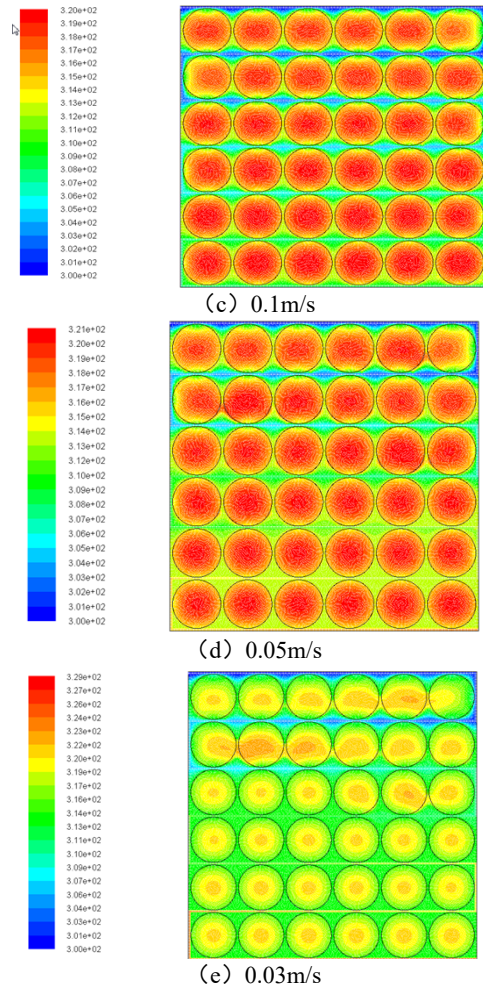 3.20e+02
3.19e+02
3.18e+02
3.17e+02
3.16e+02
3.15e+02
3.14e+02
3.13e+02
3.12e+02
3.11e+02
3.10e+02
3.09e+02
3.08e+02
3.07e+02
3.06e+02
3.05e+02
3.04e+02
3.03e+02
3.02e+02
3.01e+02
3.00e+02
（c）0.1m/s
3.21e+02
3.20e+02
3.19e+02
3.18e+02
3.17e+02
3.16e+02
3.15e+02
3.14e+02
3.13e+02
3.12e+02
3.10e+02
3.09e+02
3.08e+02
3.07e+02
3.06e+02
3.05e+02
3.04e+02
3.03e+02
3.02e+02
3.01e+02
3.00e+02
（d）0.05m/s
3.29e+02
3.27e+02
3.26e+02
3.24e+02
3.23e+02
3.22e+02
3.20e+02
3.19e+02
3.17e+02
3.16e+02
3.14e+02
3.13e+02
3.11e+02
3.10e+02
3.09e+02
3.07e+02
3.06e+02
3.04e+02
3.03e+02
3.01e+02
3.00e+02
（e）0.03m/s